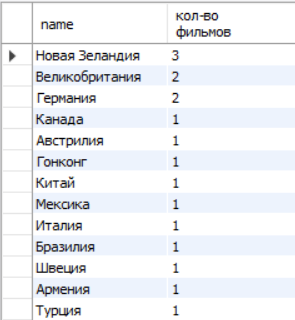 name кол-во фильмов
Новая Зеландия 3
Великобритания 2
Германия 2
Канада 1
Австрилия 1
Гонконг 1
Китай 1
Мексика 1
Италия 1
Бразилия 1
Швеция 1
Армения 1
Турция 1